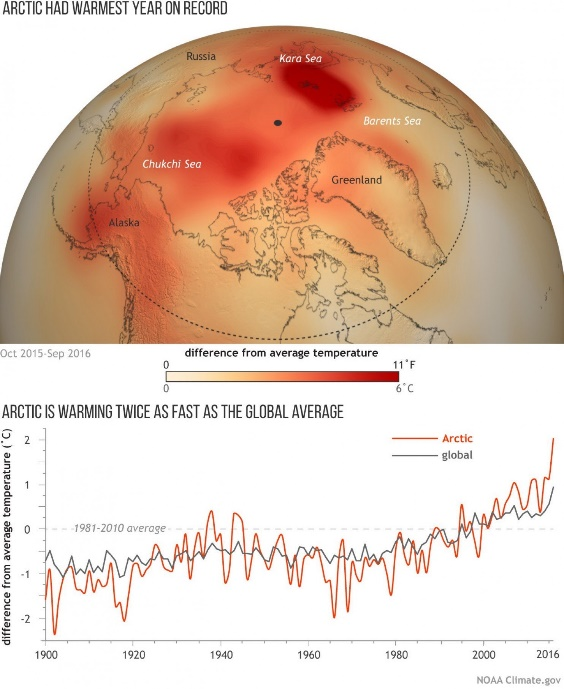 ARCTIC HAD WARMEST YEAR ON RECORD
Russia
Kara Sea
Barents Sea
Chukchi Sea
Greenland
Alaska
Oct 2015-Sep 2016
difference from average temperature
0 11°F
0 6°C
ARCTIC IS WARMING TWICE AS FAST AS THE GLOBAL AVERAGE
difference from average temperature (°C)
2
1
0
-1
-2
Arctic
global
1981-2010 average
1900 1920 1940 1960 1980 2000 2016
NOAA Climate.gov